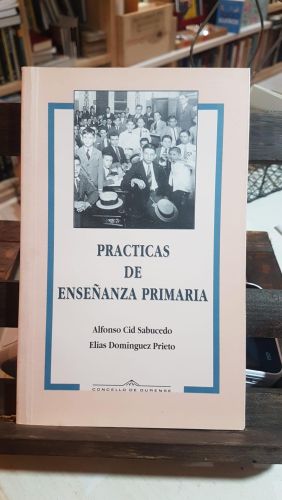 PRACTICAS
DE
ENSEÑANZA PRIMARIA
Alfonso Cid Sabucedo
Elías Domínguez Prieto
CONCELLO DE OURENSE